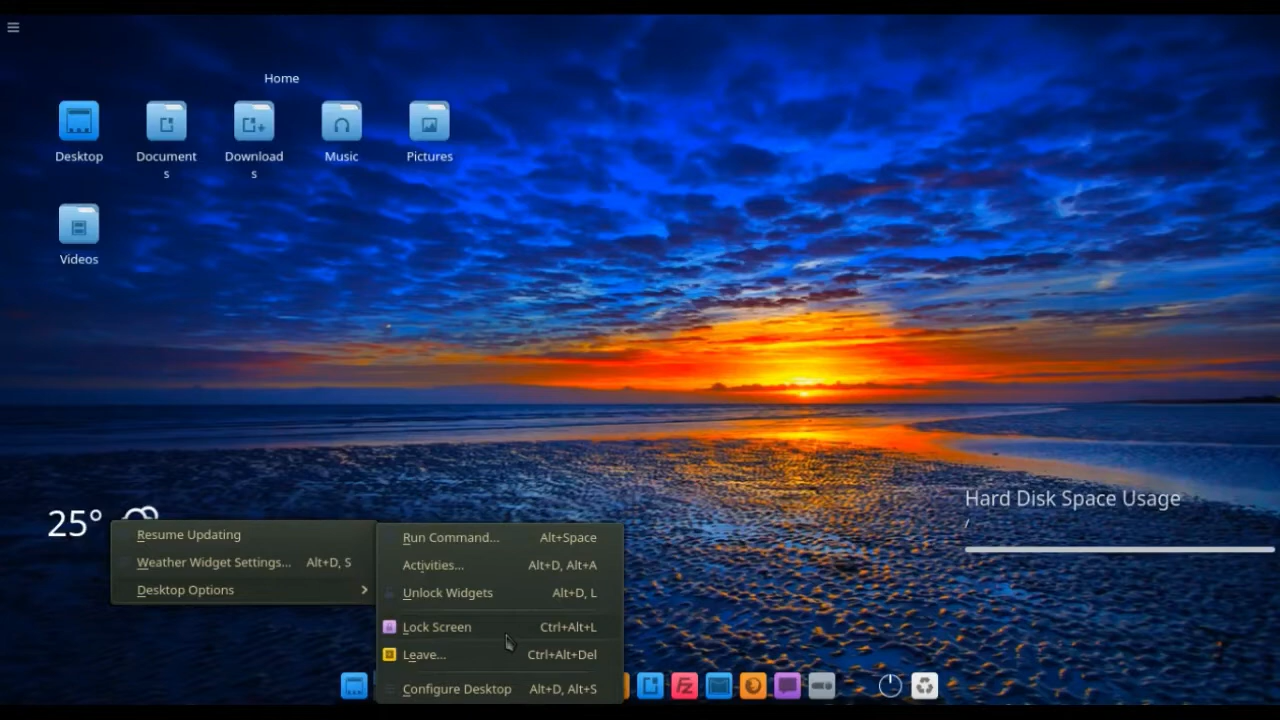 Home
Desktop
Document
s
Download
s
Music
Pictures
Videos
25°
Hard Disk Space Usage
/
Resume Updating
Weather Widget Settings... Alt+D, S
Desktop Options
Run Command... Alt+Space
Activities... Alt+D, Alt+A
Unlock Widgets Alt+D, L
Lock Screen Ctrl+Alt+L
Leave... Ctrl+Alt+Del
Configure Desktop Alt+D, Alt+S
Fz